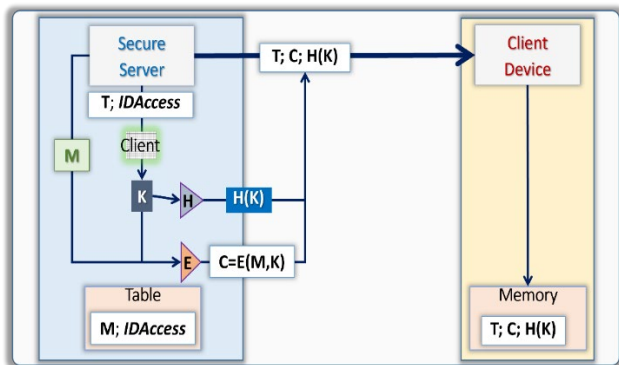 Secure
Server
T; C; H(K)
Client
Device
T; IDAccess
M
Client
K
H
H(K)
E
C=E(M,K)
Table
M; IDAccess
Memory
T; C; H(K)